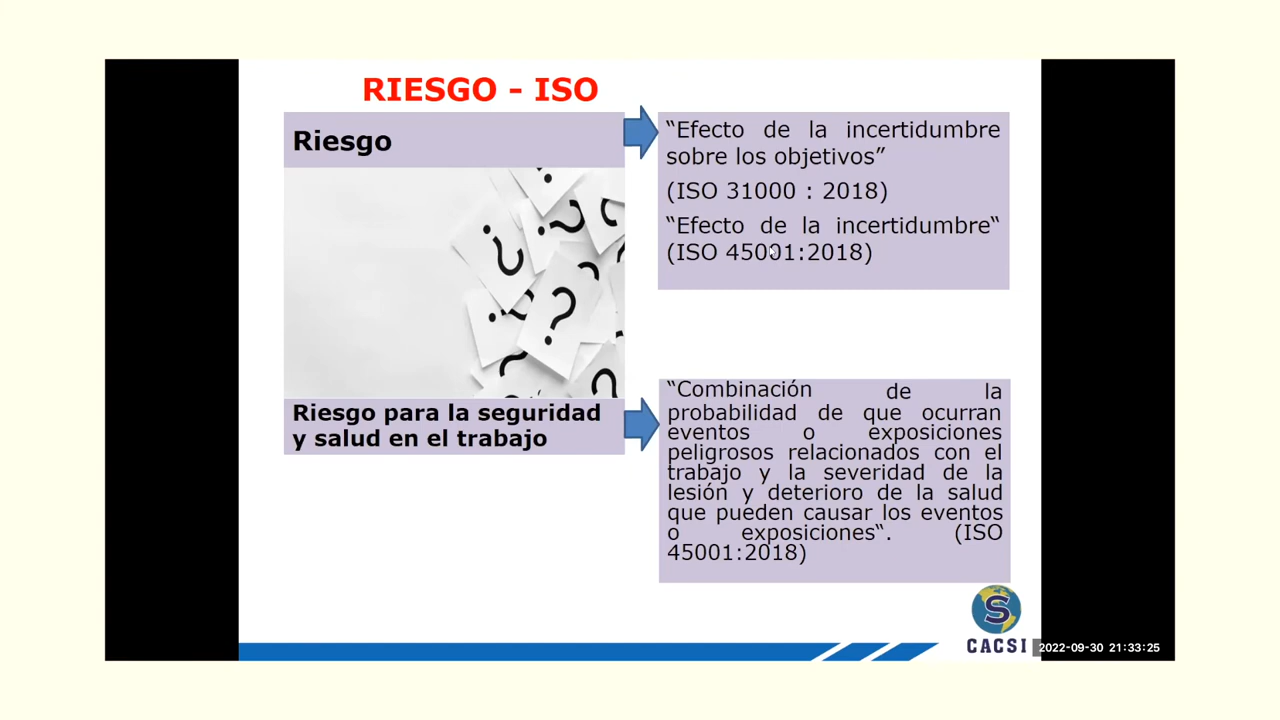 RIESGO - ISO
Riesgo
“Efecto de la incertidumbre
sobre los objetivos”
(ISO 31000 : 2018)
“Efecto de la incertidumbre“
(ISO 45001:2018)
Riesgo para la seguridad
y salud en el trabajo
“Combinación de la
probabilidad de que ocurran
eventos o exposiciones
peligrosos relacionados con el
trabajo y la severidad de la
lesión y deterioro de la salud
que pueden causar los eventos
o exposiciones“. (ISO
45001:2018)
S
CACSI
2022-09-30 21:33:25